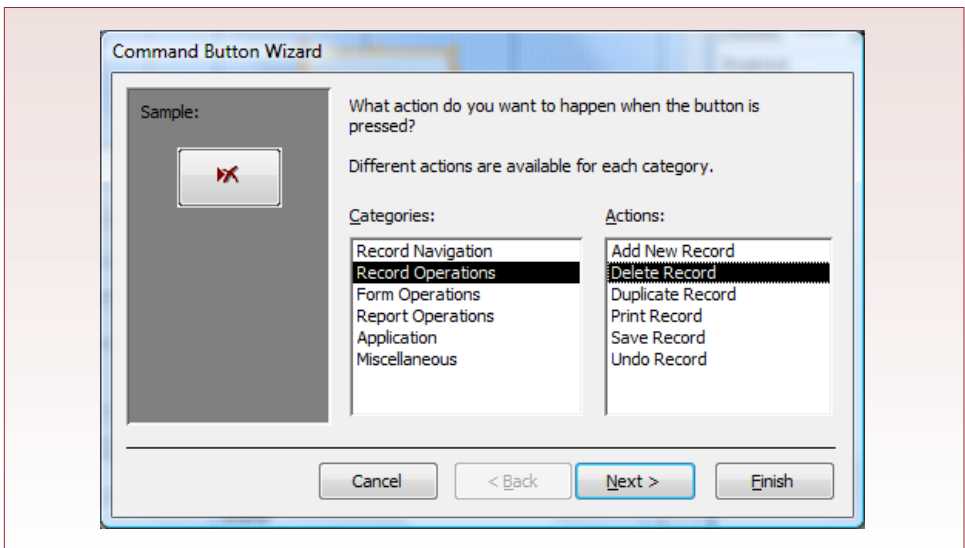 Command Button Wizard
Sample:
What action do you want to happen when the button is
pressed?
Different actions are available for each category.
Categories:
Record Navigation
Record Operations
Form Operations
Report Operations
Application
Miscellaneous
Actions:
Add New Record
Delete Record
Duplicate Record
Print Record
Save Record
Undo Record
Cancel
< Back
Next >
Finish